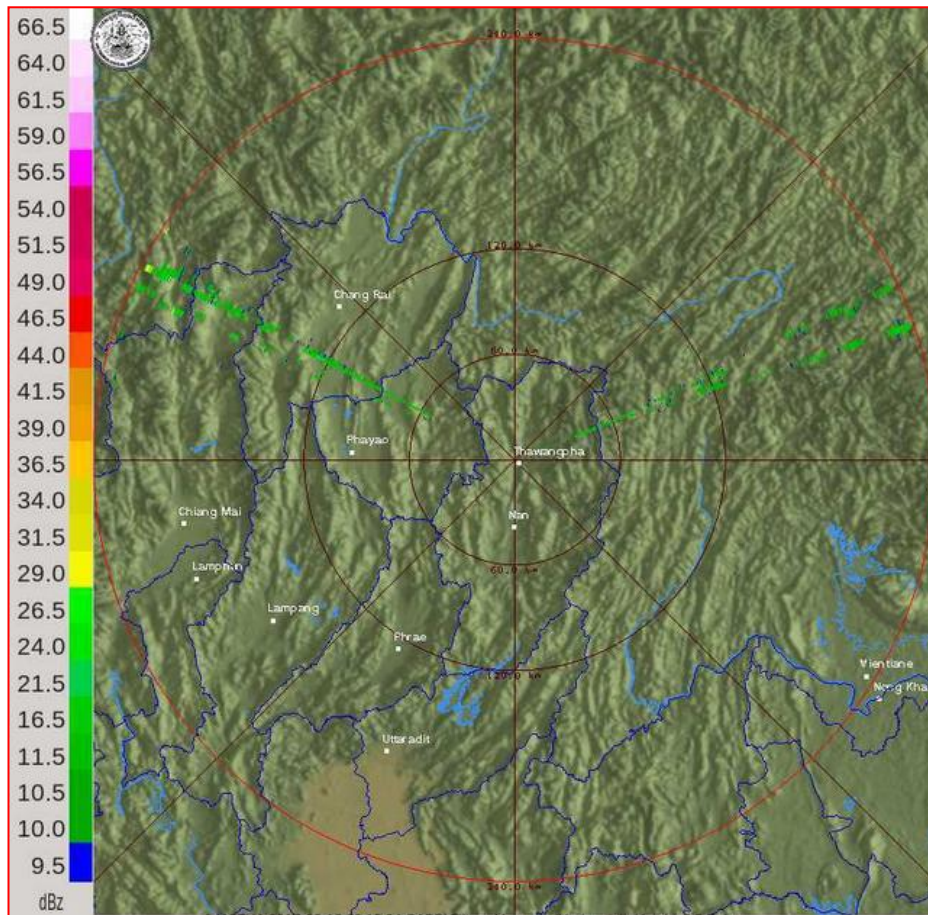 66.5
64.0
61.5
59.0
56.5
54.0
51.5
49.0
46.5
44.0
41.5
39.0
36.5
34.0
31.5
29.0
26.5
24.0
21.5
16.5
11.5
10.5
10.0
9.5
dBz
240.0 km
120.0 km
Chang Rai
60.0 km
Phayao
Thawangpha
Chiang Mai
Nan
Lamphun
60.0 km
Lampang
Phrae
Vientiane
120.0 km
Nong Kha
Uttaradit
240.0 km